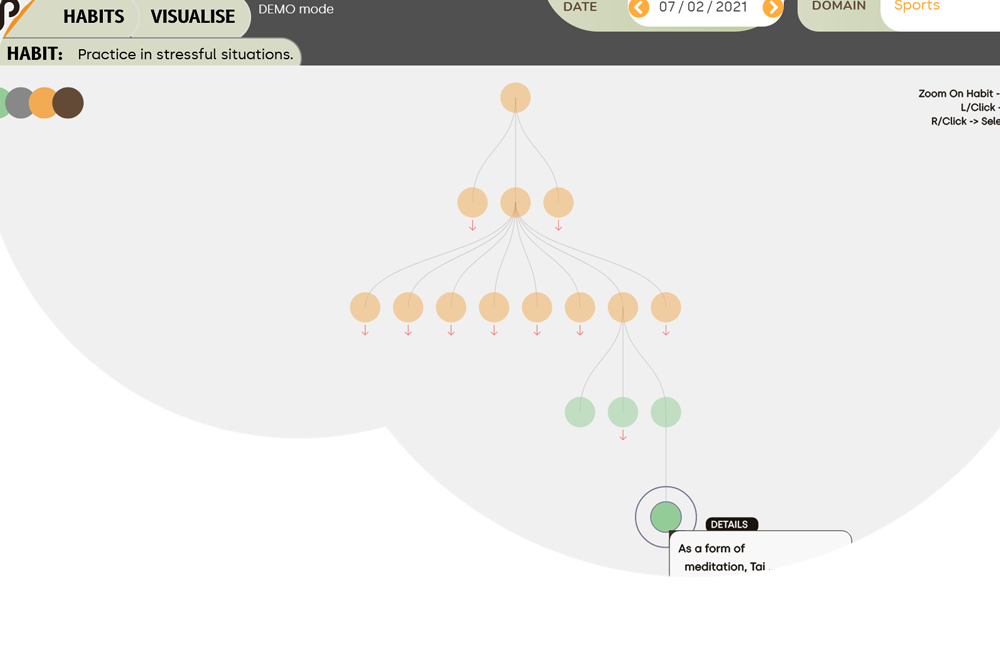 HABITS VISUALISE DEMO mode DATE 07 / 02 / 2021 DOMAIN Sports
HABIT: Practice in stressful situations.
Zoom On Habit -
L/Click -
R/Click -> Sele
DETAILS
As a form of
meditation, Tai